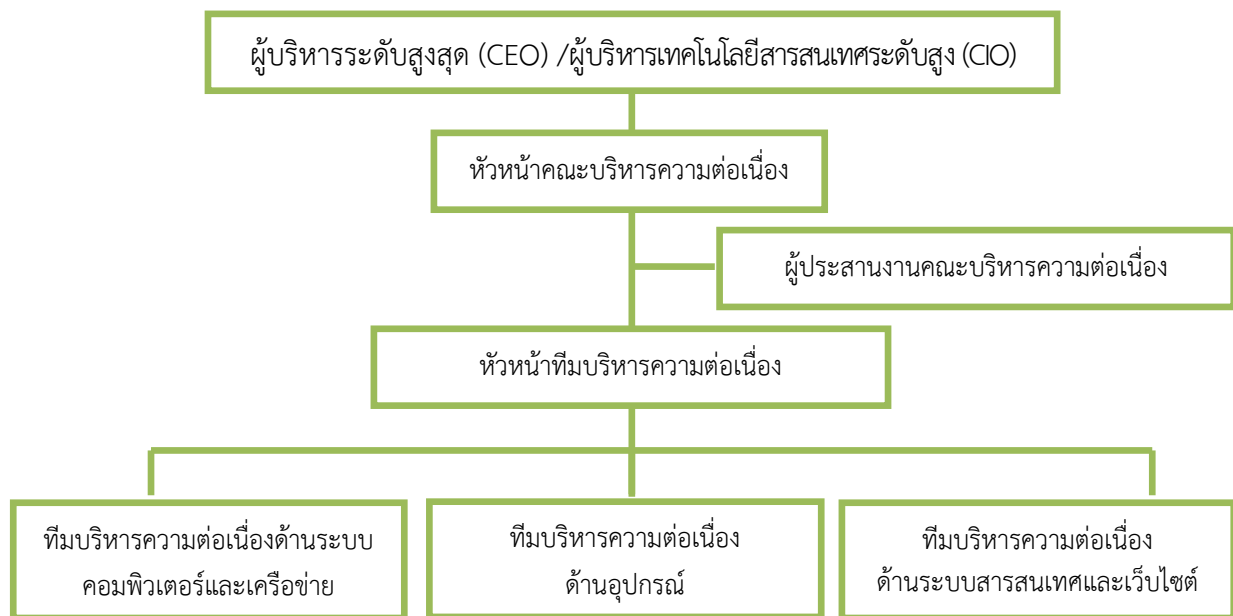 ผู้บริหารระดับสูงสุด (CEO) /ผู้บริหารเทคโนโลยีสารสนเทศระดับสูง (CIO)
หัวหน้าคณะบริหารความต่อเนื่อง
ผู้ประสานงานคณะบริหารความต่อเนื่อง
หัวหน้าทีมบริหารความต่อเนื่อง
ทีมบริหารความต่อเนื่องด้านระบบ
คอมพิวเตอร์และเครือข่าย
ทีมบริหารความต่อเนื่อง
ด้านอุปกรณ์
ทีมบริหารความต่อเนื่อง
ด้านระบบสารสนเทศและเว็บไซต์